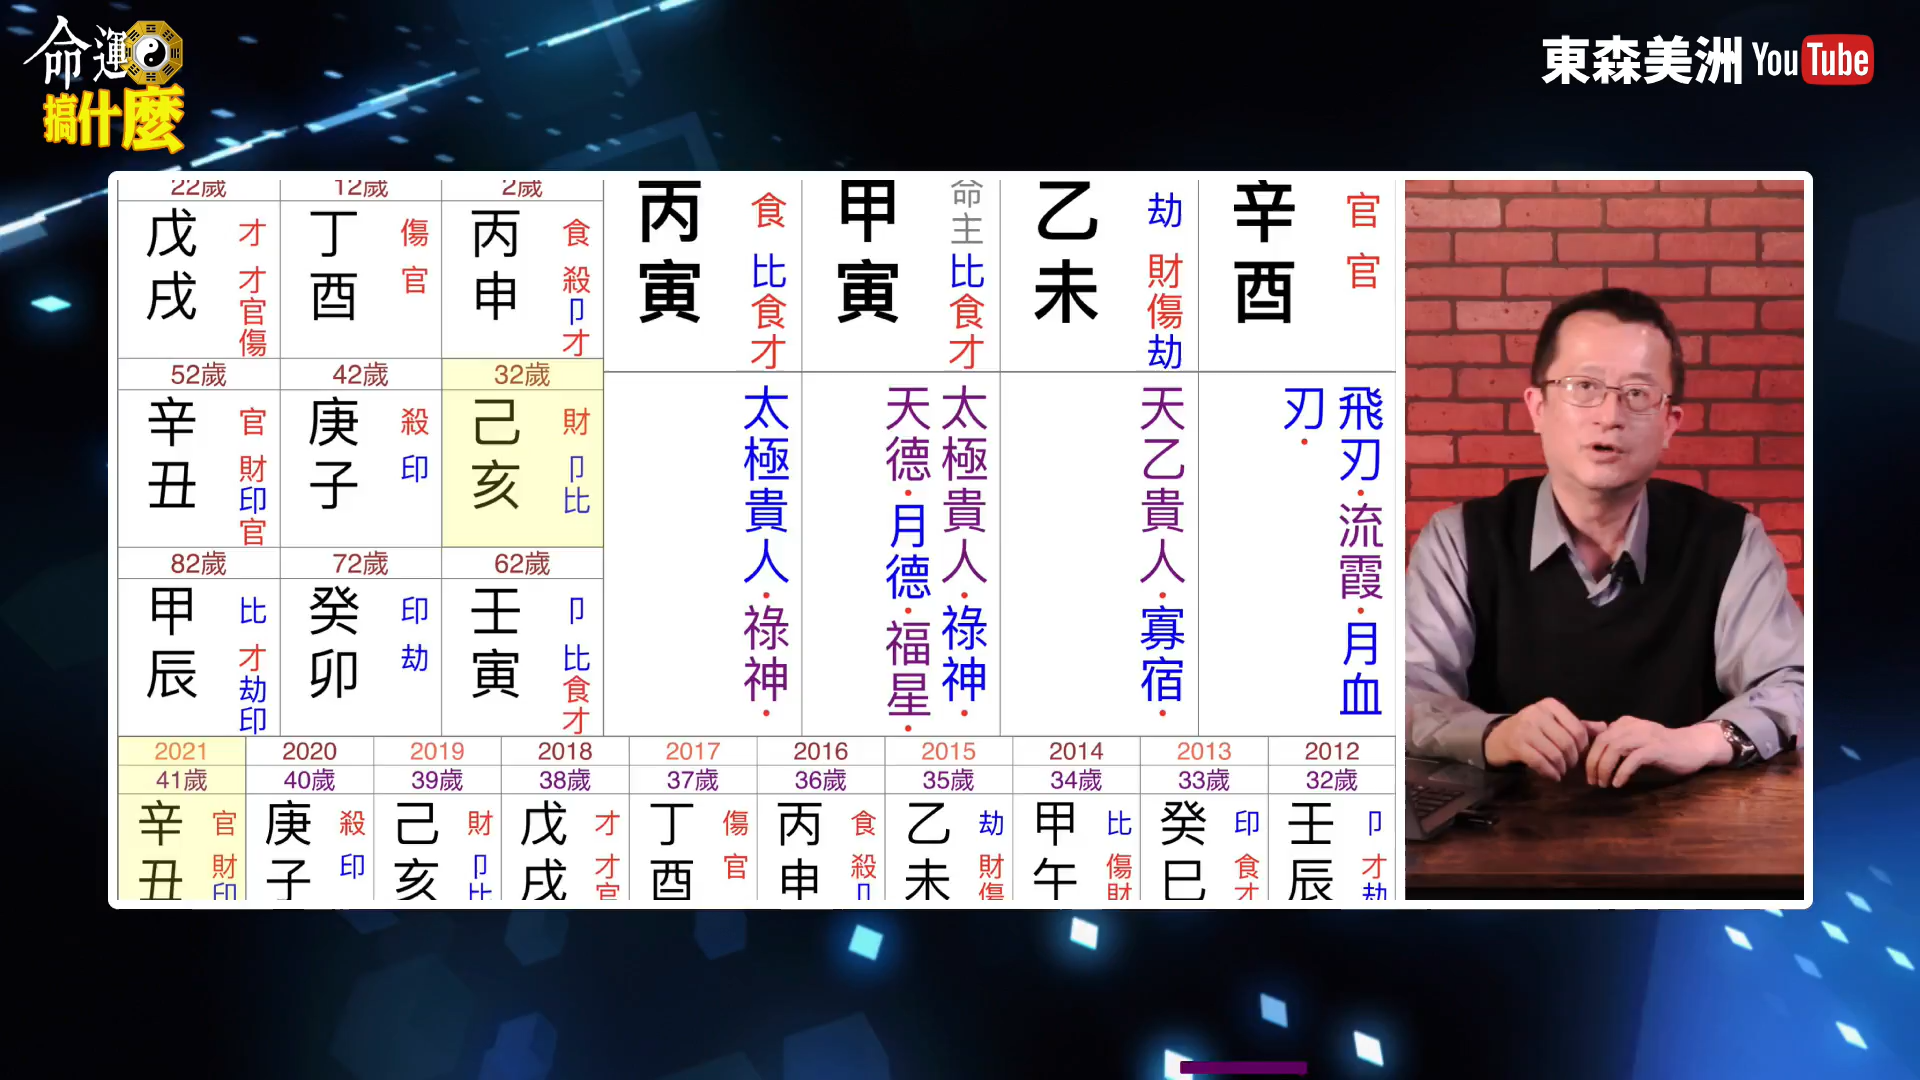 命運
搞什麼
東森美洲 YouTube
22歲 12歲 2歲
戊 才 丁 傷 丙 食
戌 才官傷 酉 官 申 殺卩才
52歲 42歲 32歲
辛 官 庚 殺 己 財
丑 財印官 子 印 亥 卩比
82歲 72歲 62歲
甲 比 癸 印 壬 卩
辰 才劫印 卯 劫 寅 比食才
丙 食 甲 命主 乙 劫 辛 官
寅 比食才 寅 比食才 未 財傷劫 酉 官
太極貴人·祿神·
太極貴人·祿神·
天德·月德·福星·
天乙貴人·寡宿·
飛刃·流霞·月血
刃·
2021 2020 2019 2018 2017 2016 2015 2014 2013 2012
41歲 40歲 39歲 38歲 37歲 36歲 35歲 34歲 33歲 32歲
辛 官 庚 殺 己 財 戊 才 丁 傷 丙 食 乙 劫 甲 比 癸 印 壬 卩
丑 財印 子 印 亥 卩比 戌 才官 酉 官 申 殺卩 未 財傷 午 傷財 巳 食才 辰 才劫